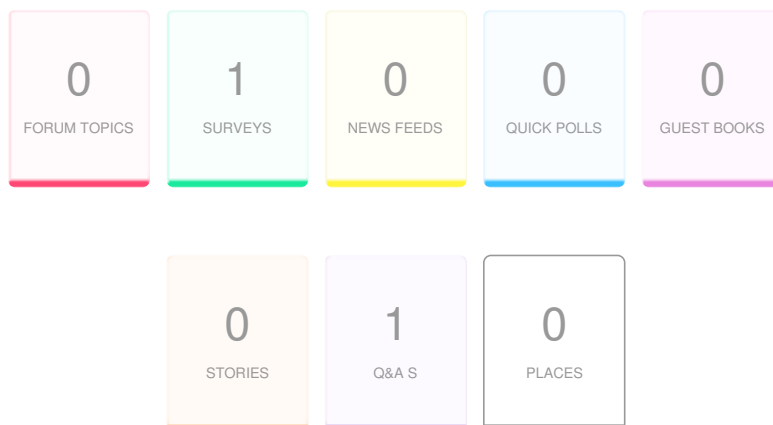 0 1 0 0 0
FORUM TOPICS SURVEYS NEWS FEEDS QUICK POLLS GUEST BOOKS
0 1 0
STORIES Q&A S PLACES